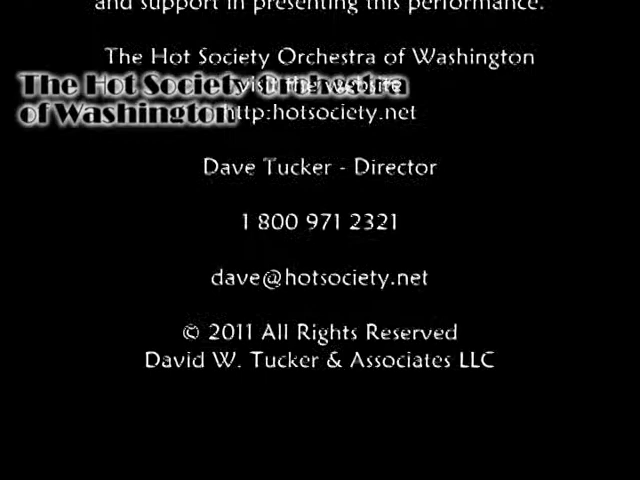 and support in presenting this performance.
The Hot Society Orchestra of Washington
visit the website
http:hotsociety.net
The Hot Society Orchestra
of Washington
Dave Tucker - Director
1 800 971 2321
dave@hotsociety.net
© 2011 All Rights Reserved
David W. Tucker & Associates LLC